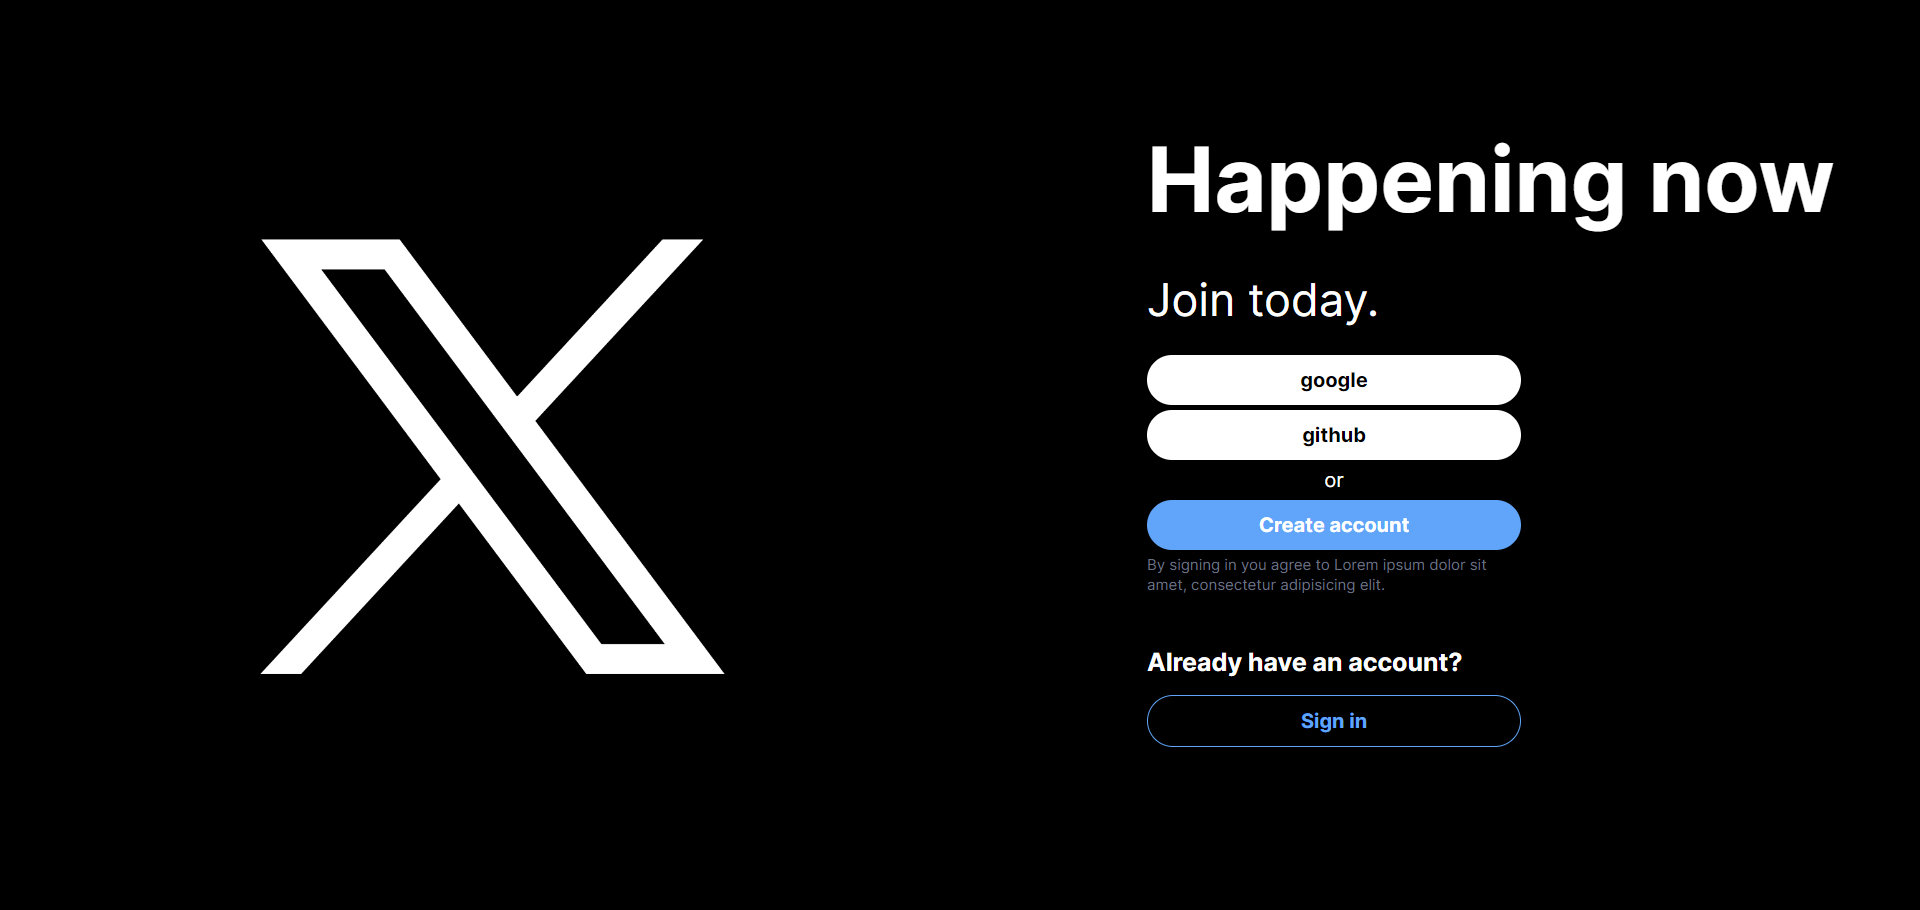 Happening now
Join today.
google
github
or
Create account
By signing in you agree to Lorem ipsum dolor sit
amet, consectetur adipisicing elit.
Already have an account?
Sign in